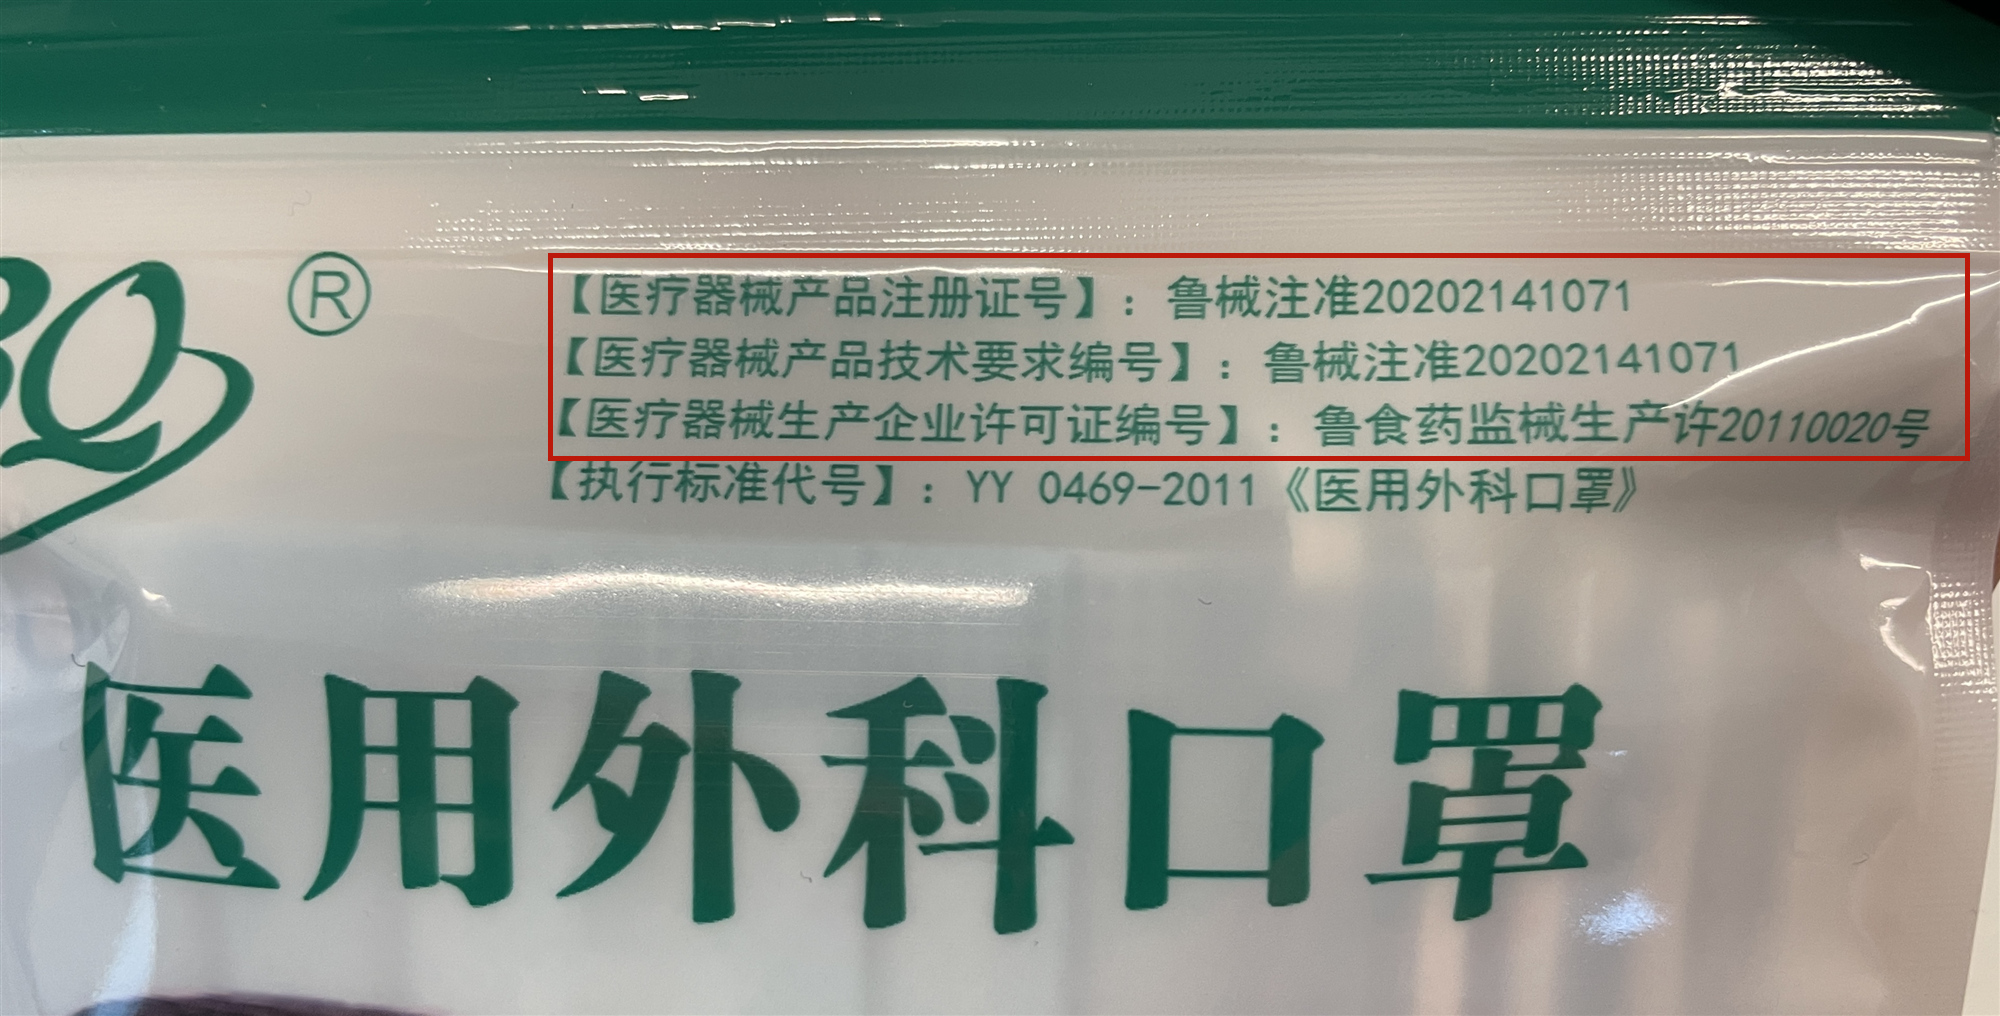 Q ®
【医疗器械产品注册证号】：鲁械注准20202141071
【医疗器械产品技术要求编号】：鲁械注准20202141071
【医疗器械生产企业许可证编号】：鲁食药监械生产许20110020号
【执行标准代号】：YY 0469-2011《医用外科口罩》
医用外科口罩